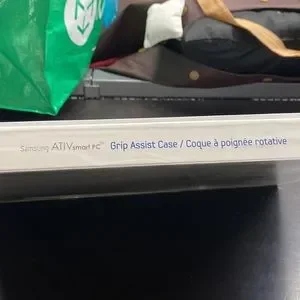 Samsung ATIV smart PC™ Grip Assist Case / Coque à poignée rotative